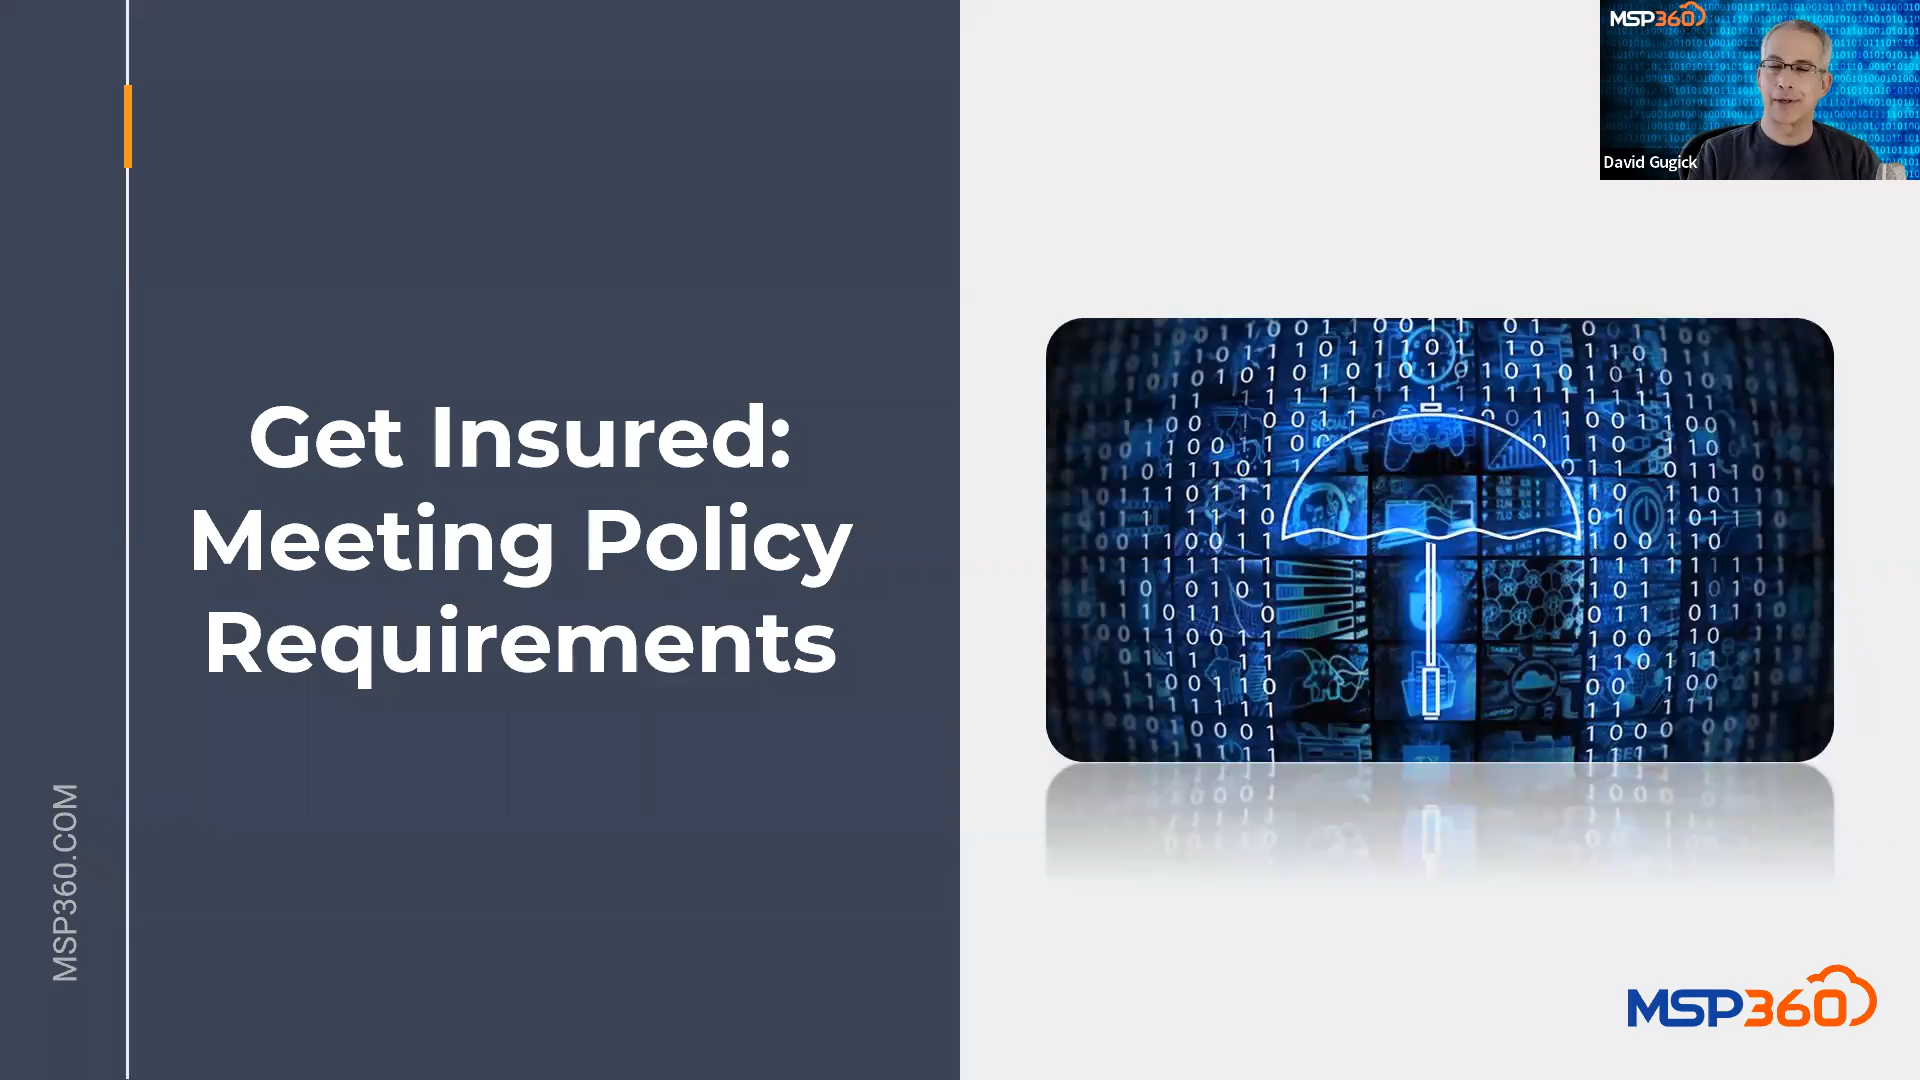 MSP360
David Gugick
Get Insured:
Meeting Policy
Requirements
MSP360.COM
MSP360